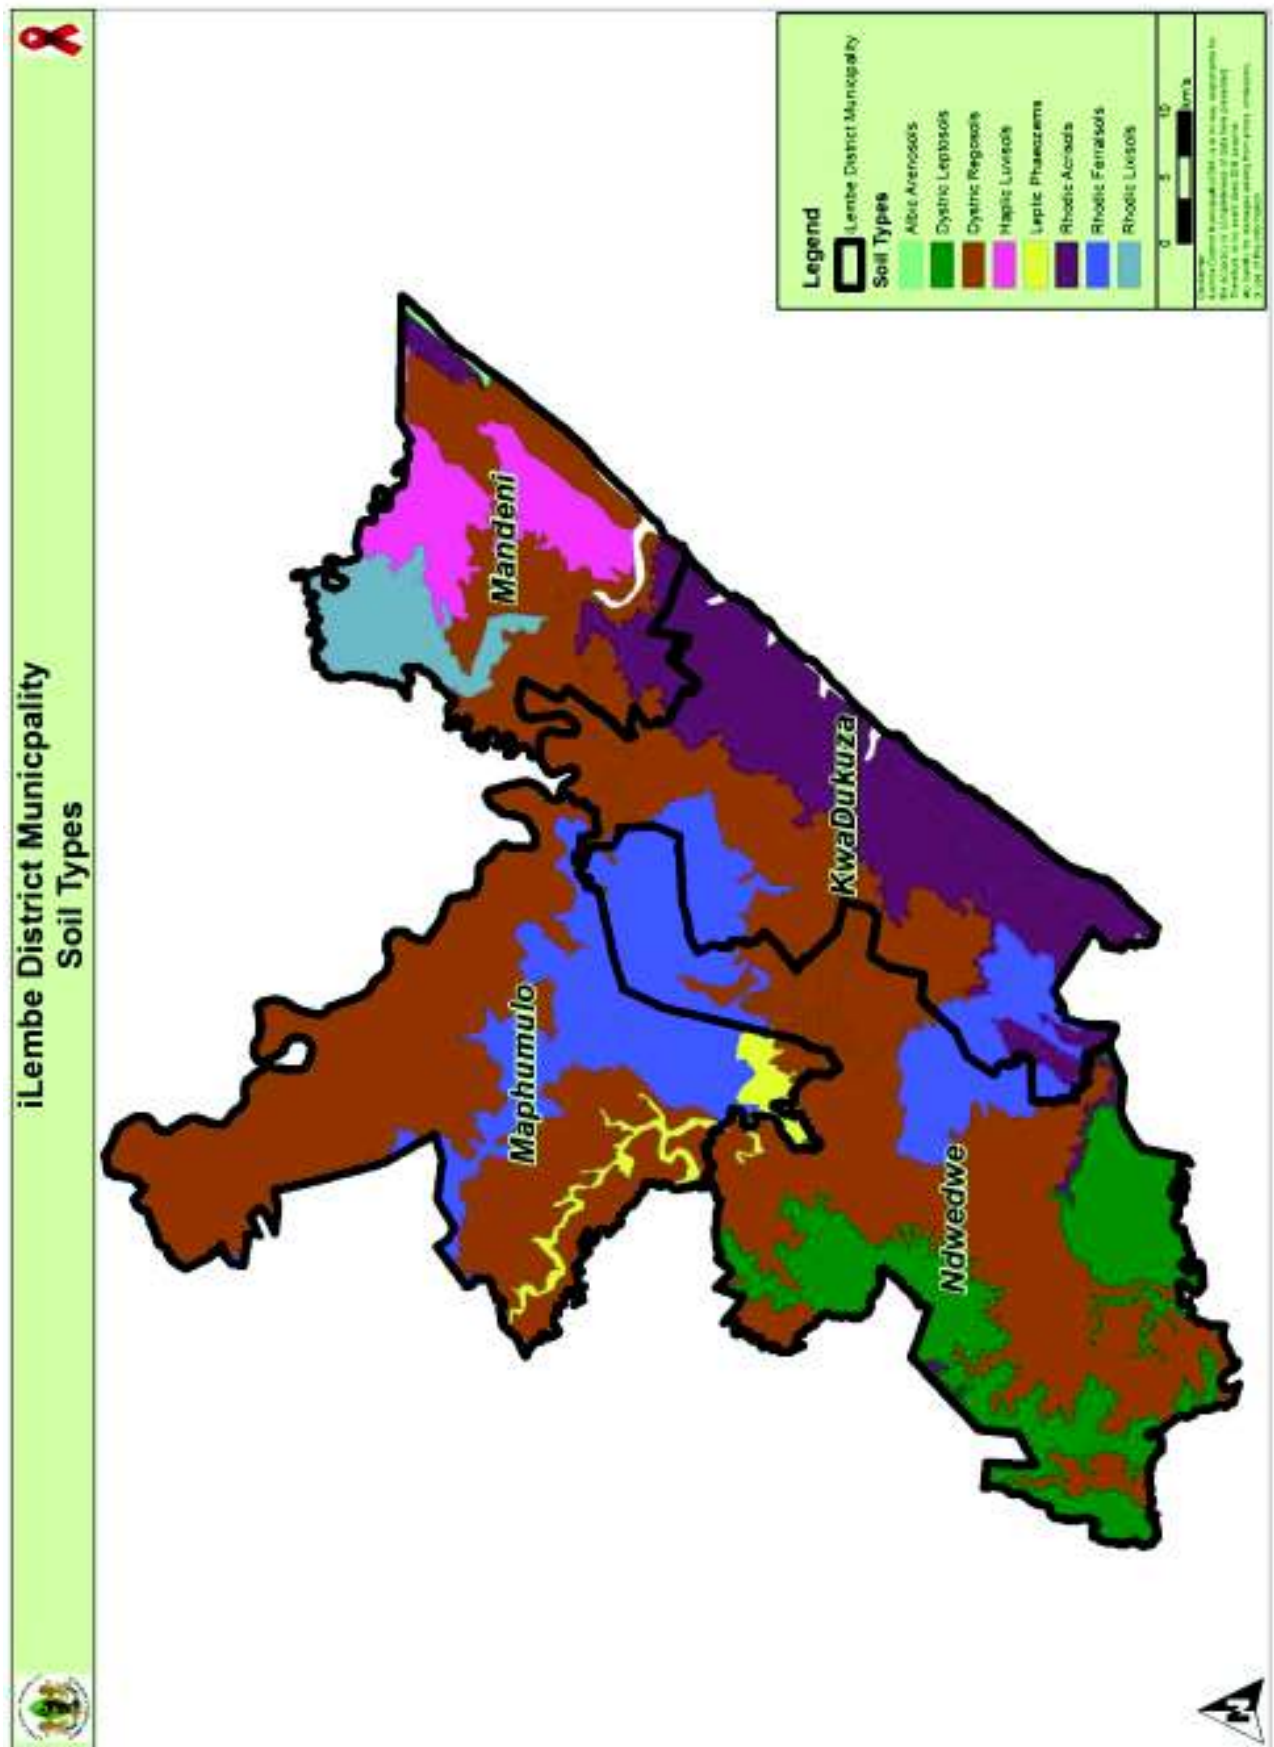 iLembe District Municpality
Soil Types
Mandeni
KwaDukuza
Maphumulo
Ndwedwe
Legend
iLembe District Municipality
Soil Types
Albic Arenosols
Dystric Leptosols
Dystric Regosols
Haplic Luvisols
Leptic Phaeozems
Rhodic Acrisols
Rhodic Ferralsols
Rhodic Lixisols
0 5 10
km's
N